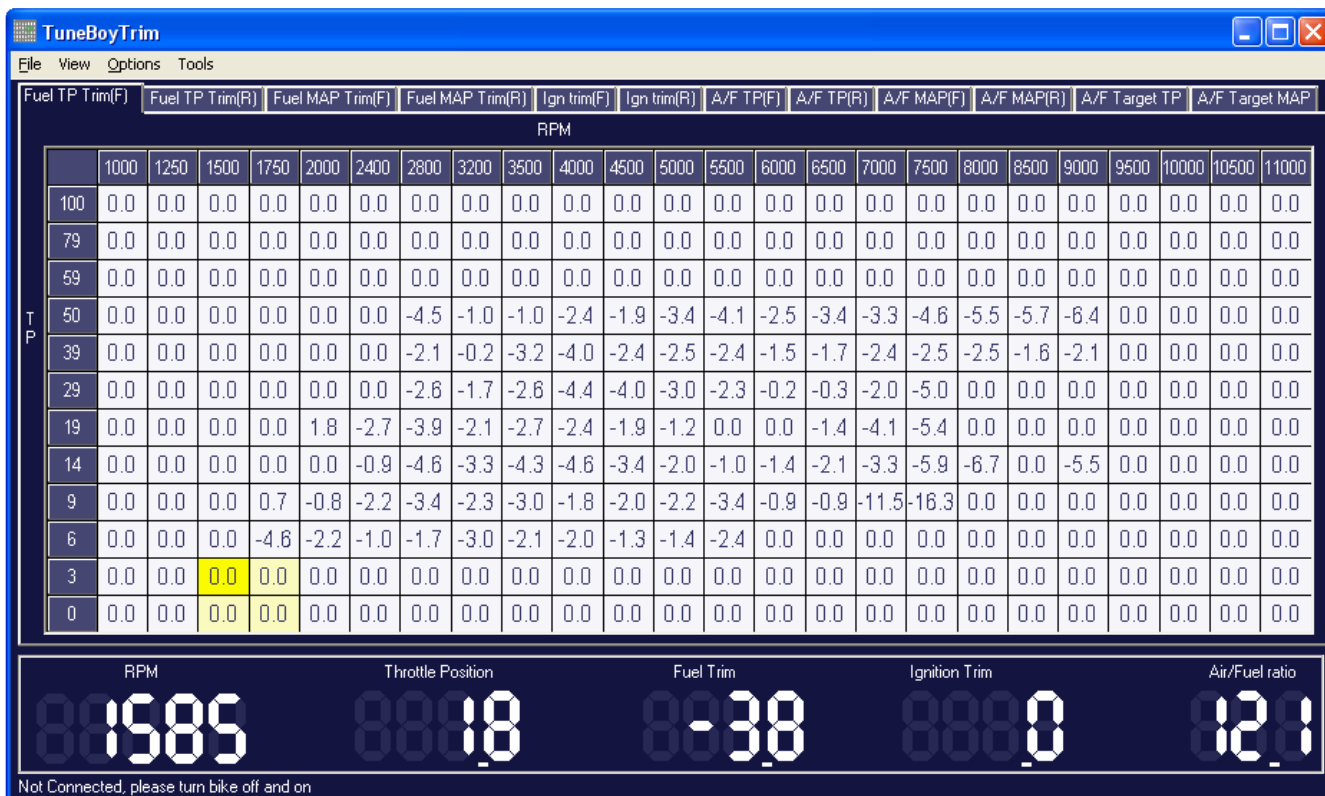 TuneBoyTrim
File View Options Tools
Fuel TP Trim(F) Fuel TP Trim(R) Fuel MAP Trim(F) Fuel MAP Trim(R) Ign trim(F) Ign trim(R) A/F TP(F) A/F TP(R) A/F MAP(F) A/F MAP(R) A/F Target TP A/F Target MAP
RPM
1000 1250 1500 1750 2000 2400 2800 3200 3500 4000 4500 5000 5500 6000 6500 7000 7500 8000 8500 9000 9500 10000 10500 11000
100 0.0 0.0 0.0 0.0 0.0 0.0 0.0 0.0 0.0 0.0 0.0 0.0 0.0 0.0 0.0 0.0 0.0 0.0 0.0 0.0 0.0 0.0 0.0 0.0
79 0.0 0.0 0.0 0.0 0.0 0.0 0.0 0.0 0.0 0.0 0.0 0.0 0.0 0.0 0.0 0.0 0.0 0.0 0.0 0.0 0.0 0.0 0.0 0.0
59 0.0 0.0 0.0 0.0 0.0 0.0 0.0 0.0 0.0 0.0 0.0 0.0 0.0 0.0 0.0 0.0 0.0 0.0 0.0 0.0 0.0 0.0 0.0 0.0
TP
50 0.0 0.0 0.0 0.0 0.0 0.0 -4.5 -1.0 -1.0 -2.4 -1.9 -3.4 -4.1 -2.5 -3.4 -3.3 -4.6 -5.5 -5.7 -6.4 0.0 0.0 0.0 0.0
39 0.0 0.0 0.0 0.0 0.0 0.0 -2.1 -0.2 -3.2 -4.0 -2.4 -2.5 -2.4 -1.5 -1.7 -2.4 -2.5 -2.5 -1.6 -2.1 0.0 0.0 0.0 0.0
29 0.0 0.0 0.0 0.0 0.0 0.0 -2.6 -1.7 -2.6 -4.4 -4.0 -3.0 -2.3 -0.2 -0.3 -2.0 -5.0 0.0 0.0 0.0 0.0 0.0 0.0 0.0
19 0.0 0.0 0.0 0.0 1.8 -2.7 -3.9 -2.1 -2.7 -2.4 -1.9 -1.2 0.0 0.0 -1.4 -4.1 -5.4 0.0 0.0 0.0 0.0 0.0 0.0 0.0
14 0.0 0.0 0.0 0.0 0.0 -0.9 -4.6 -3.3 -4.3 -4.6 -3.4 -2.0 -1.0 -1.4 -2.1 -3.3 -5.9 -6.7 0.0 -5.5 0.0 0.0 0.0 0.0
9 0.0 0.0 0.0 0.7 -0.8 -2.2 -3.4 -2.3 -3.0 -1.8 -2.0 -2.2 -3.4 -0.9 -0.9 -11.5 -16.3 0.0 0.0 0.0 0.0 0.0 0.0 0.0
6 0.0 0.0 0.0 -4.6 -2.2 -1.0 -1.7 -3.0 -2.1 -2.0 -1.3 -1.4 -2.4 0.0 0.0 0.0 0.0 0.0 0.0 0.0 0.0 0.0 0.0 0.0
3 0.0 0.0 0.0 0.0 0.0 0.0 0.0 0.0 0.0 0.0 0.0 0.0 0.0 0.0 0.0 0.0 0.0 0.0 0.0 0.0 0.0 0.0 0.0 0.0
0 0.0 0.0 0.0 0.0 0.0 0.0 0.0 0.0 0.0 0.0 0.0 0.0 0.0 0.0 0.0 0.0 0.0 0.0 0.0 0.0 0.0 0.0 0.0 0.0
RPM Throttle Position Fuel Trim Ignition Trim Air/Fuel ratio
1585 1.8 -3.8 .0 12.1
Not Connected, please turn bike off and on